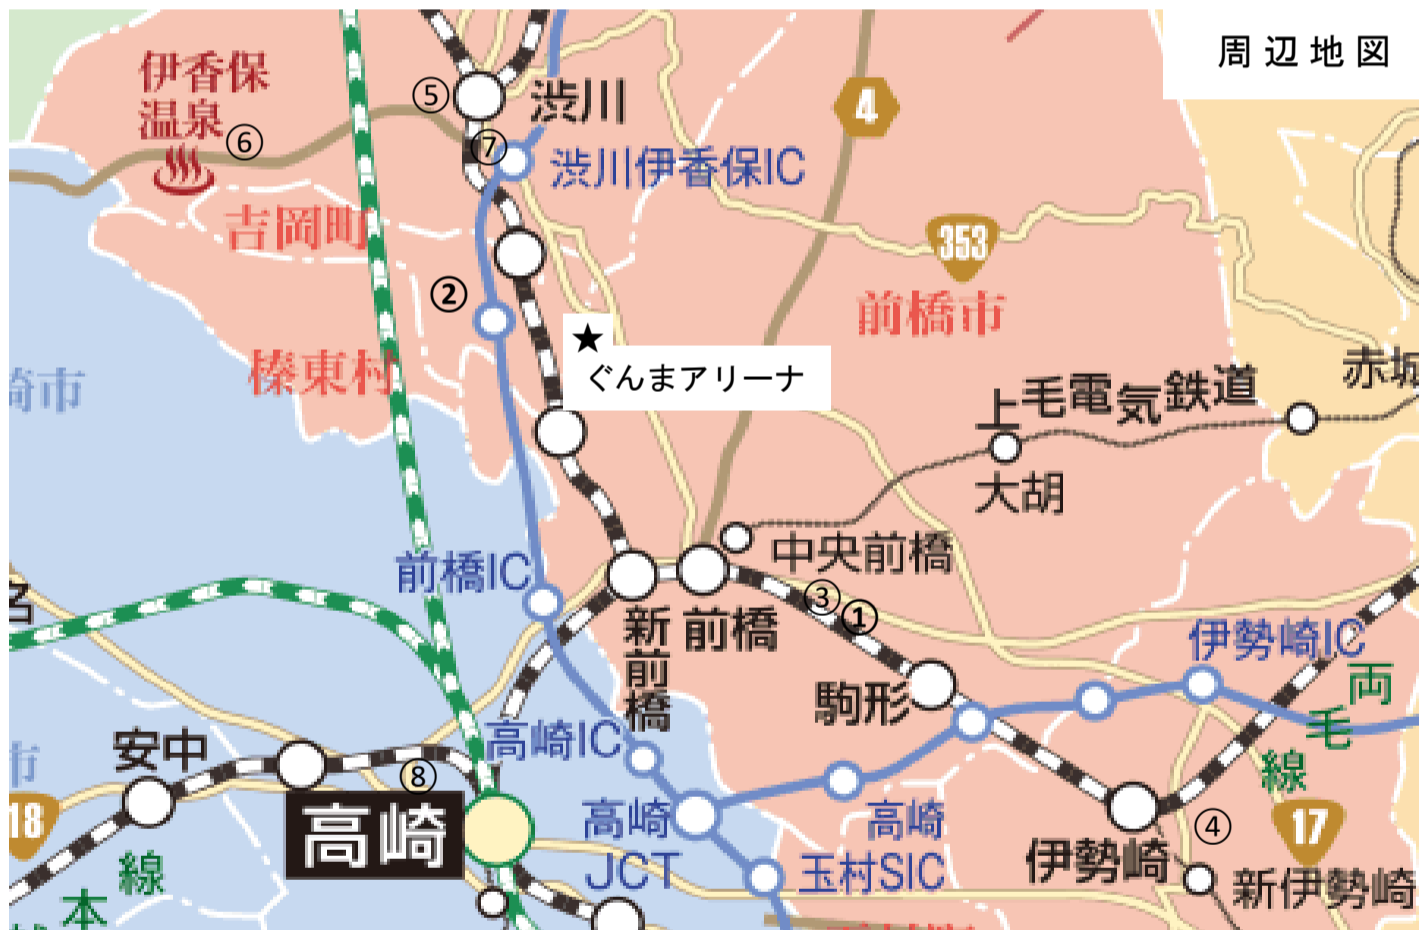 周辺地図
伊香保
温泉
⑤
渋川
4
⑥
⑦
渋川伊香保IC
吉岡町
353
②
前橋市
★
ぐんまアリーナ
榛東村
崎市
赤城
上毛電気鉄道
大胡
中央前橋
前橋IC
③
①
新前橋
前橋
伊勢崎IC
駒形
両毛線
安中
高崎IC
⑧
高崎
18
高崎
JCT
高崎
玉村SIC
④
17
伊勢崎
新伊勢崎
本線
市